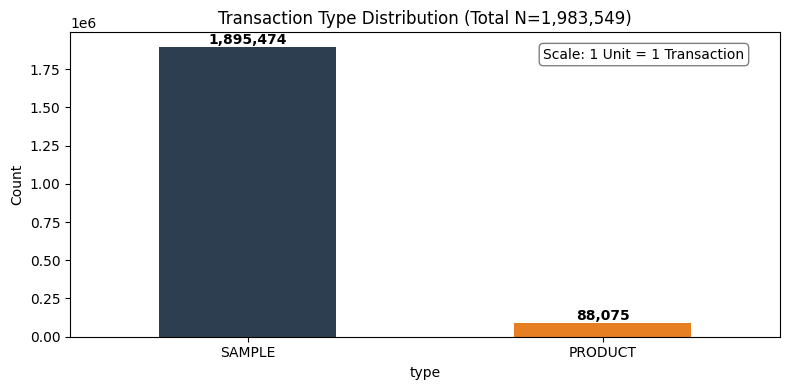 Transaction Type Distribution (Total N=1,983,549)
1e6
1,895,474
Scale: 1 Unit = 1 Transaction
1.75
1.50
1.25
1.00
0.75
0.50
0.25
0.00
Count
88,075
SAMPLE
PRODUCT
type